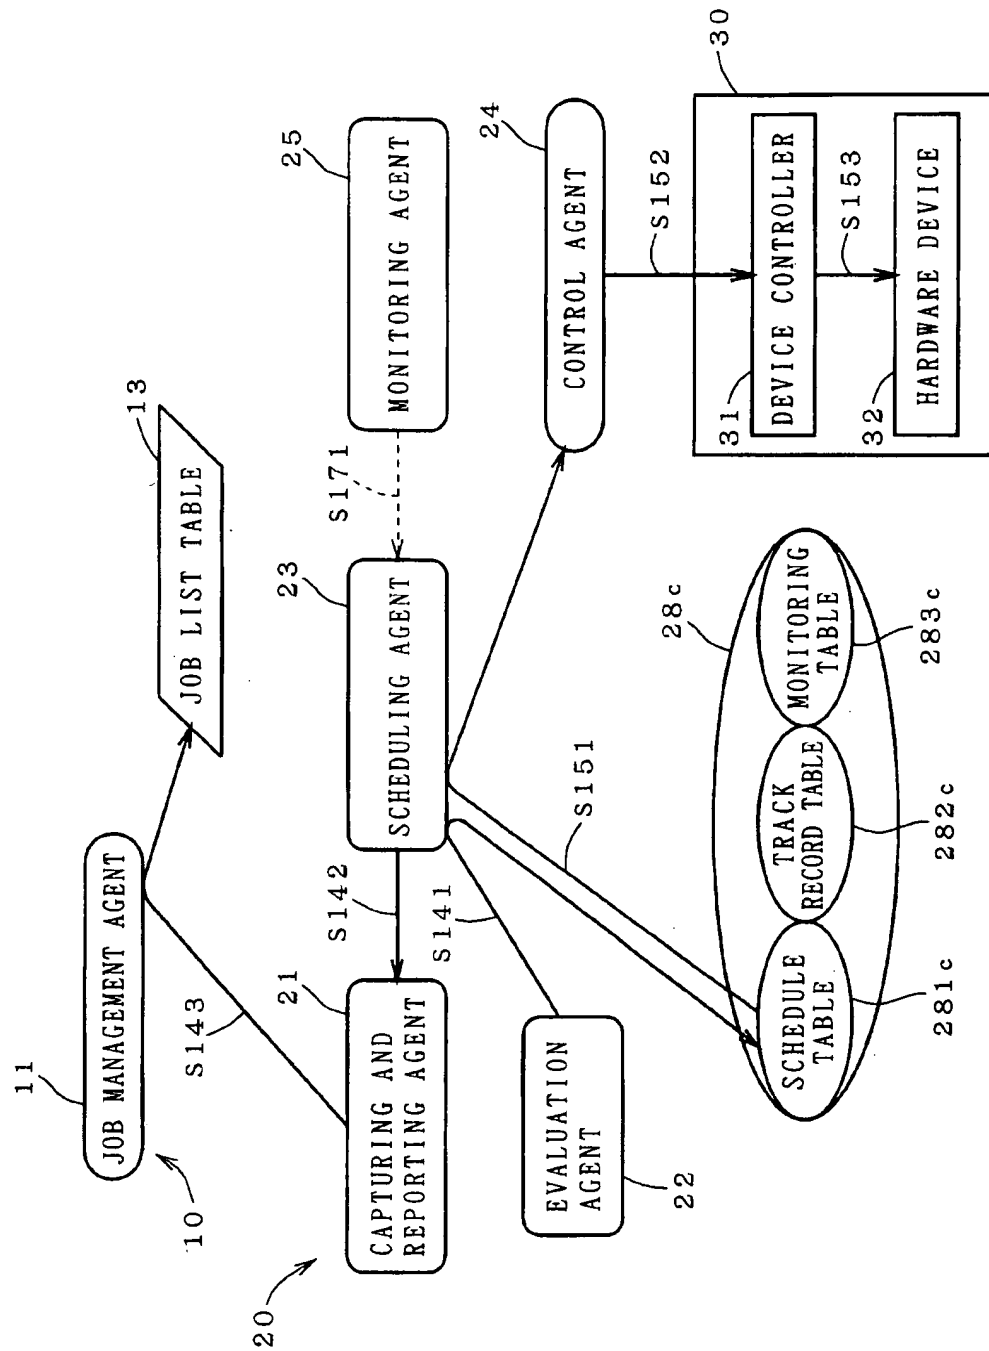 11
JOB MANAGEMENT AGENT
10
S143
13
JOB LIST TABLE
20
21
CAPTURING AND
REPORTING AGENT
S142
23
SCHEDULING AGENT
S171
25
MONITORING AGENT
S141
EVALUATION
AGENT
22
S151
24
CONTROL AGENT
S152
30
31
DEVICE CONTROLLER
S153
32
HARDWARE DEVICE
28c
SCHEDULE
TABLE
281c
TRACK
RECORD TABLE
282c
MONITORING
TABLE
283c